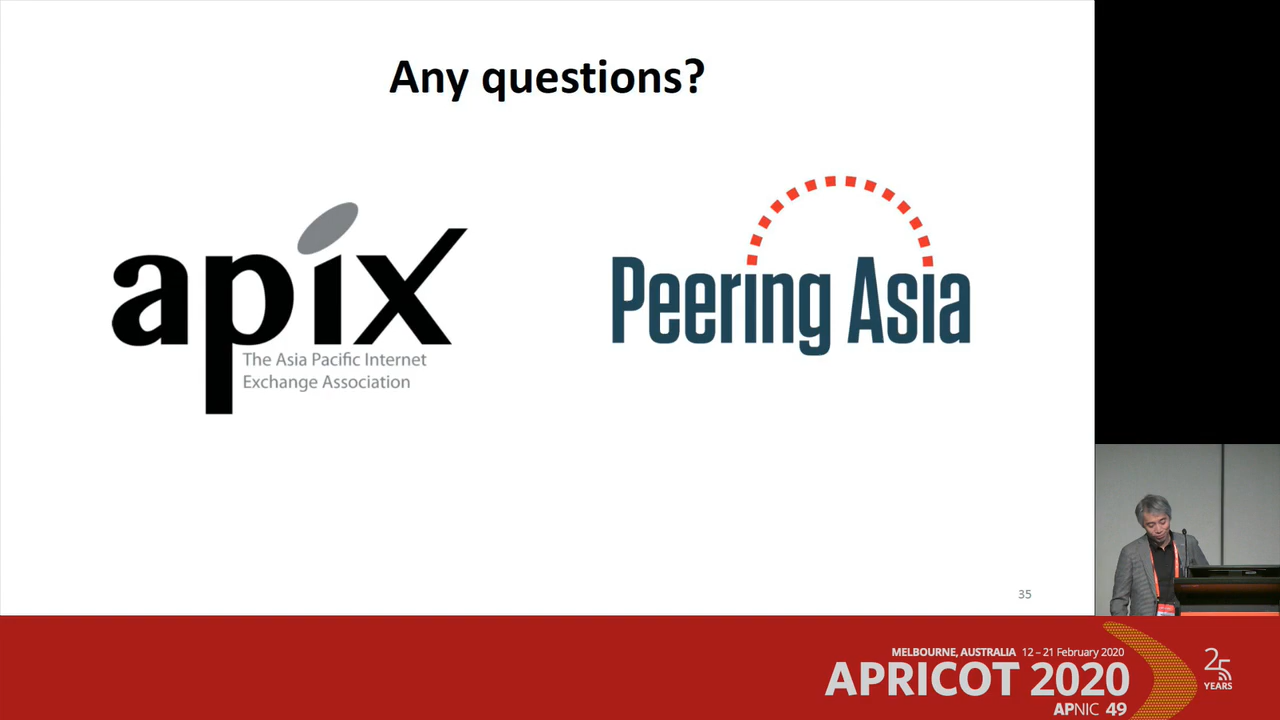 Any questions?
apix
The Asia Pacific Internet
Exchange Association
Peering Asia
35
MELBOURNE, AUSTRALIA 12 – 21 February 2020
APRICOT 2020
APNIC 49
25
YEARS